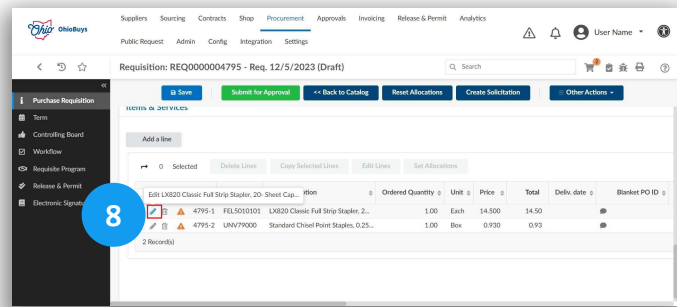 Suppliers Sourcing Contracts Shop Procurement Approvals Invoicing Release & Permit Analytics
Ohio OhioBuys
User Name
Public Request Admin Config Integration Settings
Requisition: REQ0000004795 - Req. 12/5/2023 (Draft)
Search
2
Save Submit for Approval << Back to Catalog Reset Allocations Create Solicitation Other Actions
Purchase Requisition
Term
Controlling Board
Workflow
Requisite Program
Release & Permit
Electronic Signatu
Items & Services
Add a line
0 Selected Delete Lines Copy Selected Lines Edit Lines Set Allocations
Edit LX820 Classic Full Strip Stapler, 20- Sheet Cap...
Ordered Quantity Unit Price Total Deliv. date Blanket PO ID
8
4795-1 FEL5010101 LX820 Classic Full Strip Stapler, 2... 1.00 Each 14.500 14.50
4795-2 UNV79000 Standard Chisel Point Staples, 0.25... 1.00 Box 0.930 0.93
2 Record(s)